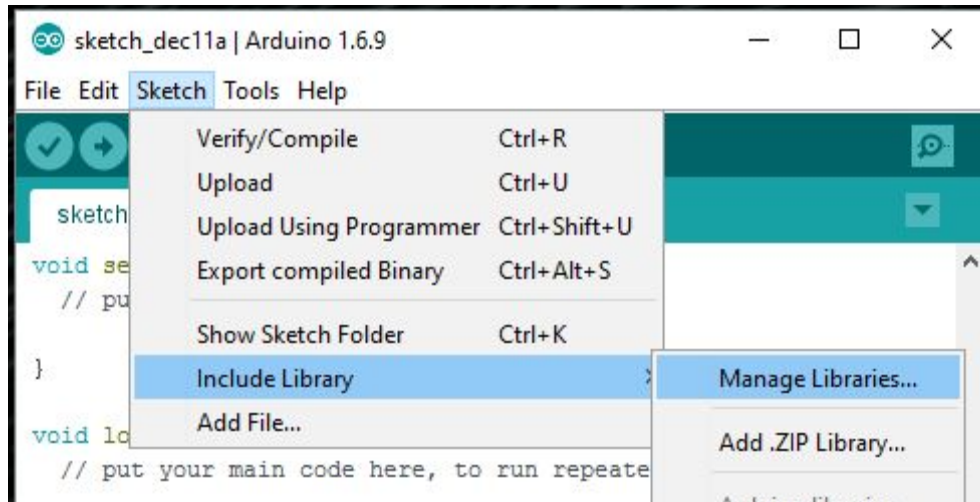 sketch_dec11a | Arduino 1.6.9
File Edit Sketch Tools Help
Verify/Compile Ctrl+R
Upload Ctrl+U
sketch
Upload Using Programmer Ctrl+Shift+U
void se
Export compiled Binary Ctrl+Alt+S
// pu
Show Sketch Folder Ctrl+K
}
Include Library Manage Libraries...
Add File...
void lo
Add .ZIP Library...
// put your main code here, to run repeate